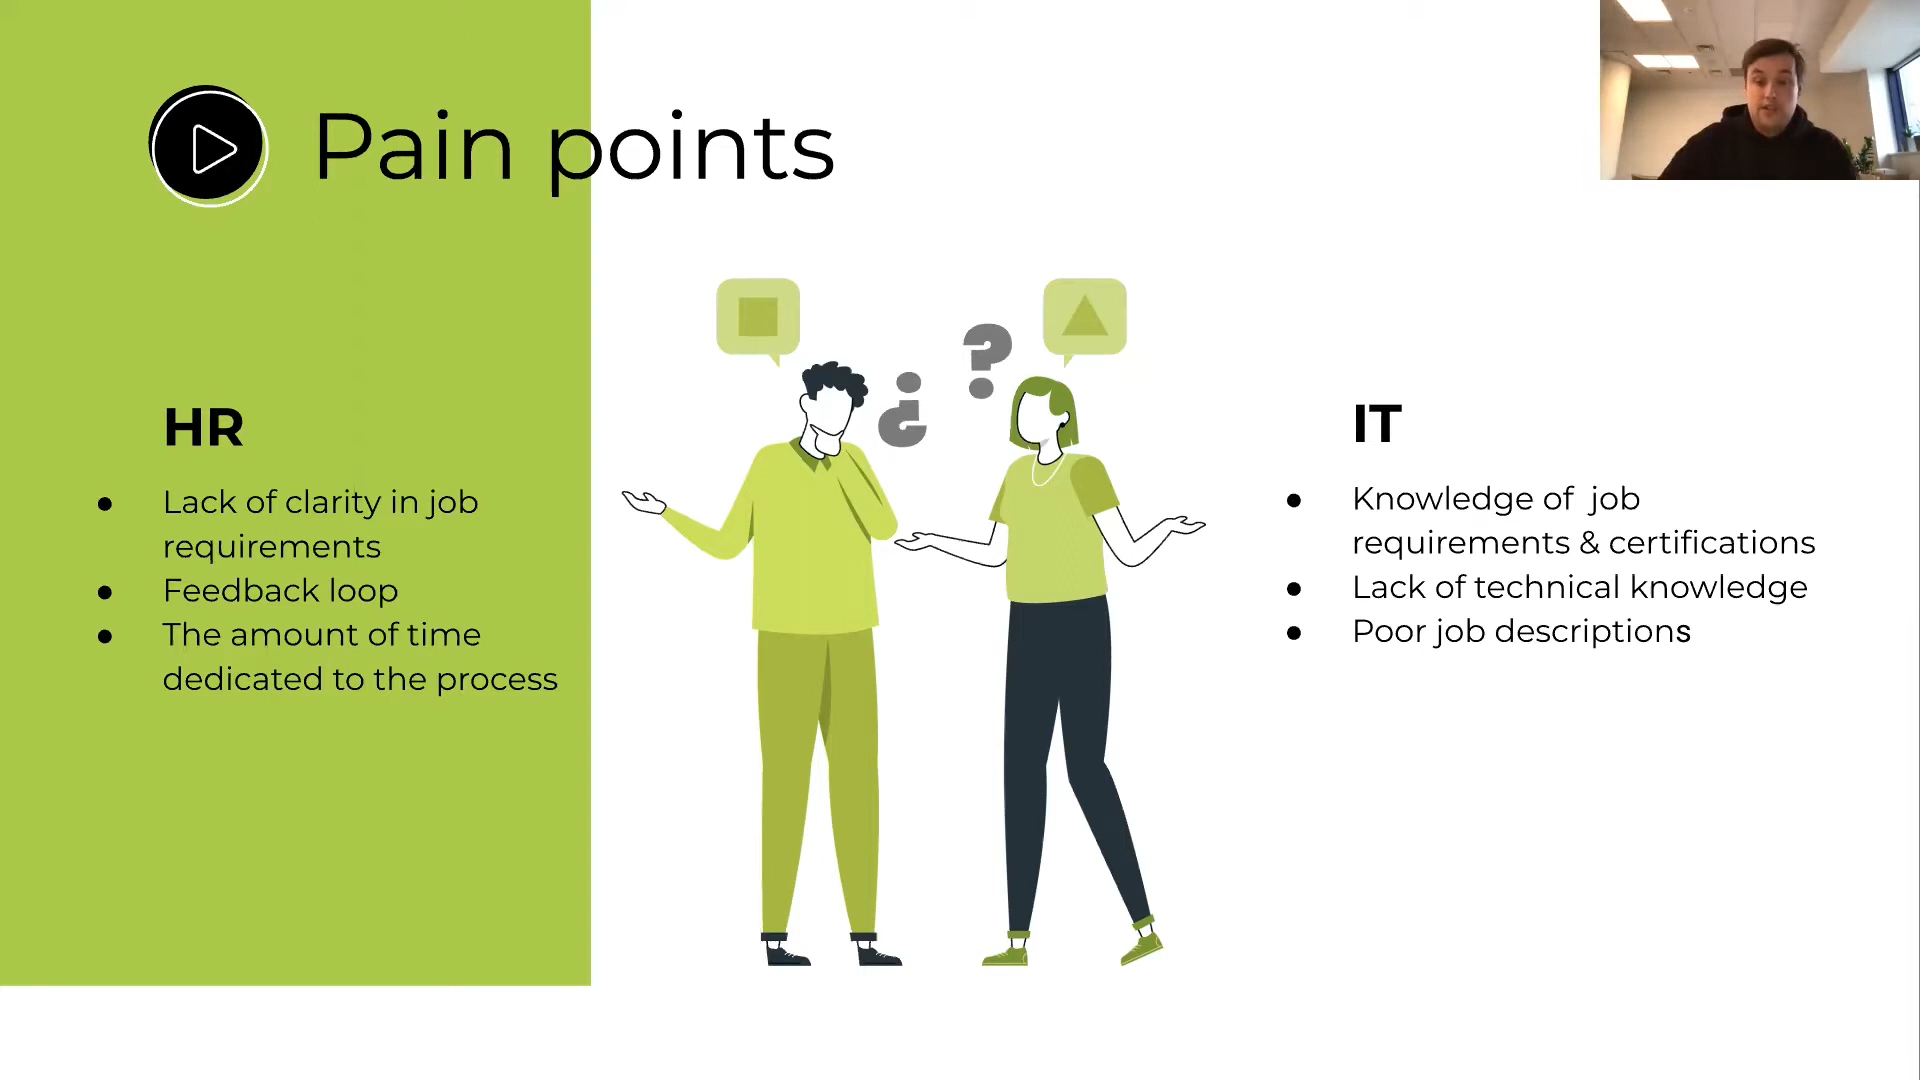 Pain points
HR
● Lack of clarity in job
requirements
● Feedback loop
● The amount of time
dedicated to the process
¿
?
IT
● Knowledge of  job
requirements & certifications
● Lack of technical knowledge
● Poor job descriptions